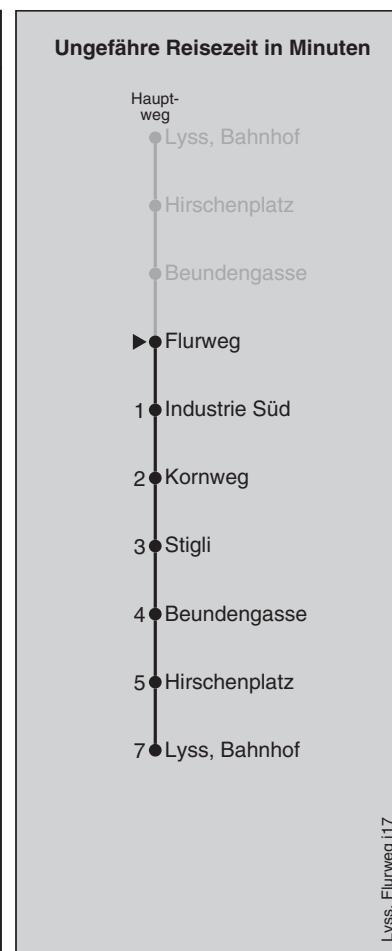 Ungefähre Reisezeit in Minuten
Haupt-
weg
Lyss, Bahnhof
Hirschenplatz
Beundengasse
Flurweg
1 Industrie Süd
2 Kornweg
3 Stigli
4 Beundengasse
5 Hirschenplatz
7 Lyss, Bahnhof
Lyss, Flurweg j17